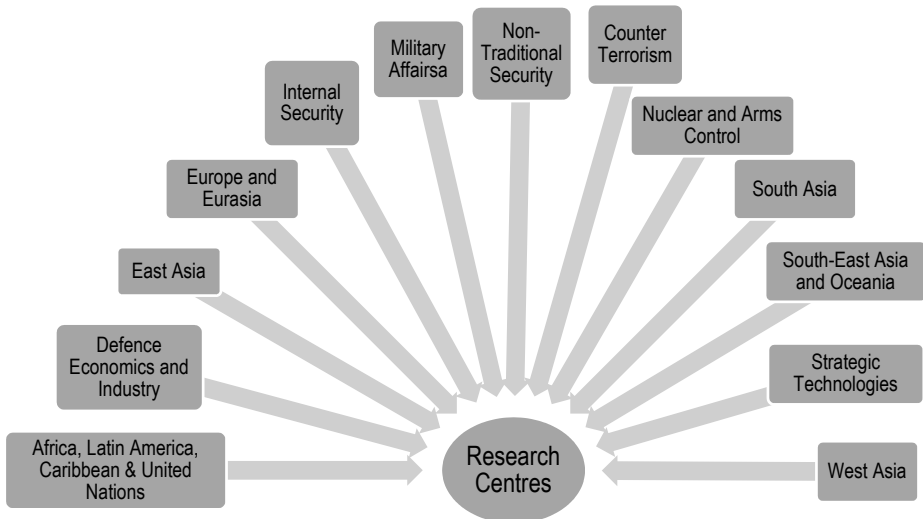 Africa, Latin America,
Caribbean & United
Nations
Defence
Economics and
Industry
East Asia
Europe and
Eurasia
Internal
Security
Military
Affairsa
Non-
Traditional
Security
Counter
Terrorism
Nuclear and Arms
Control
South Asia
South-East Asia
and Oceania
Strategic
Technologies
West Asia
Research
Centres